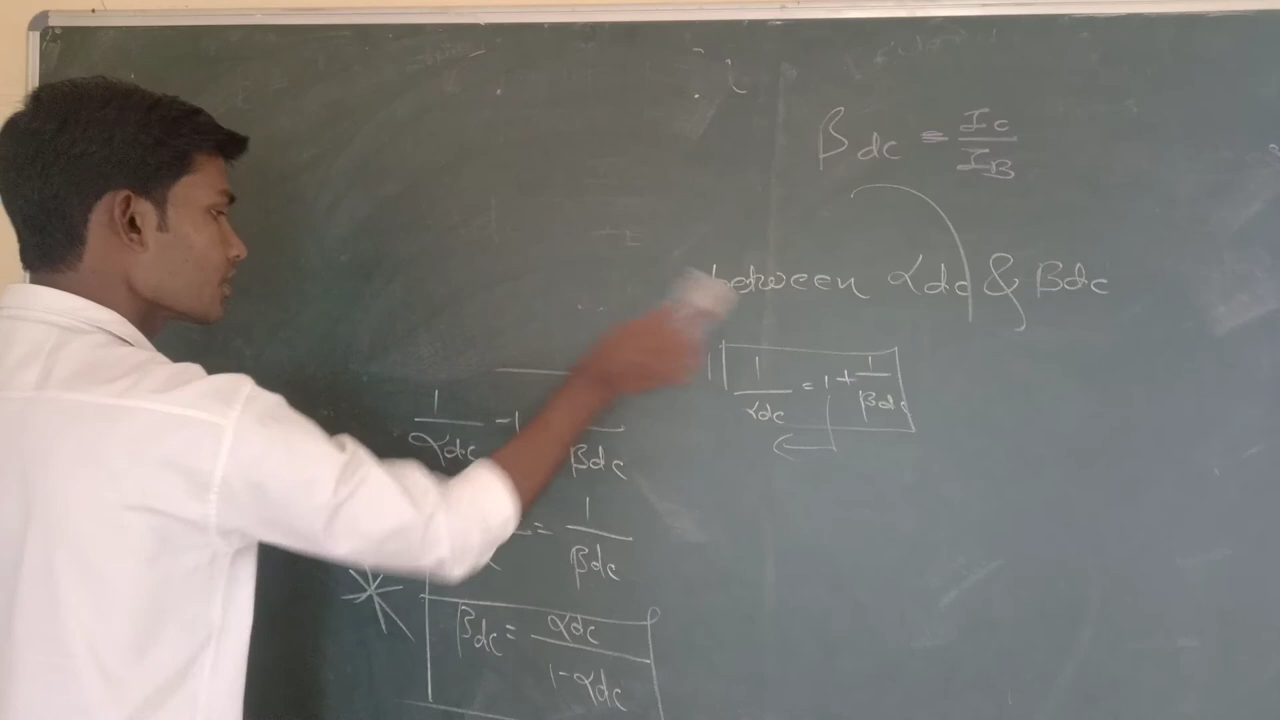 βdc = Ic/IB
between αdc & βdc
1/αdc = 1 + 1/βdc
1/αdc - 1 βdc
= 1/βdc
βdc = αdc/1-αdc